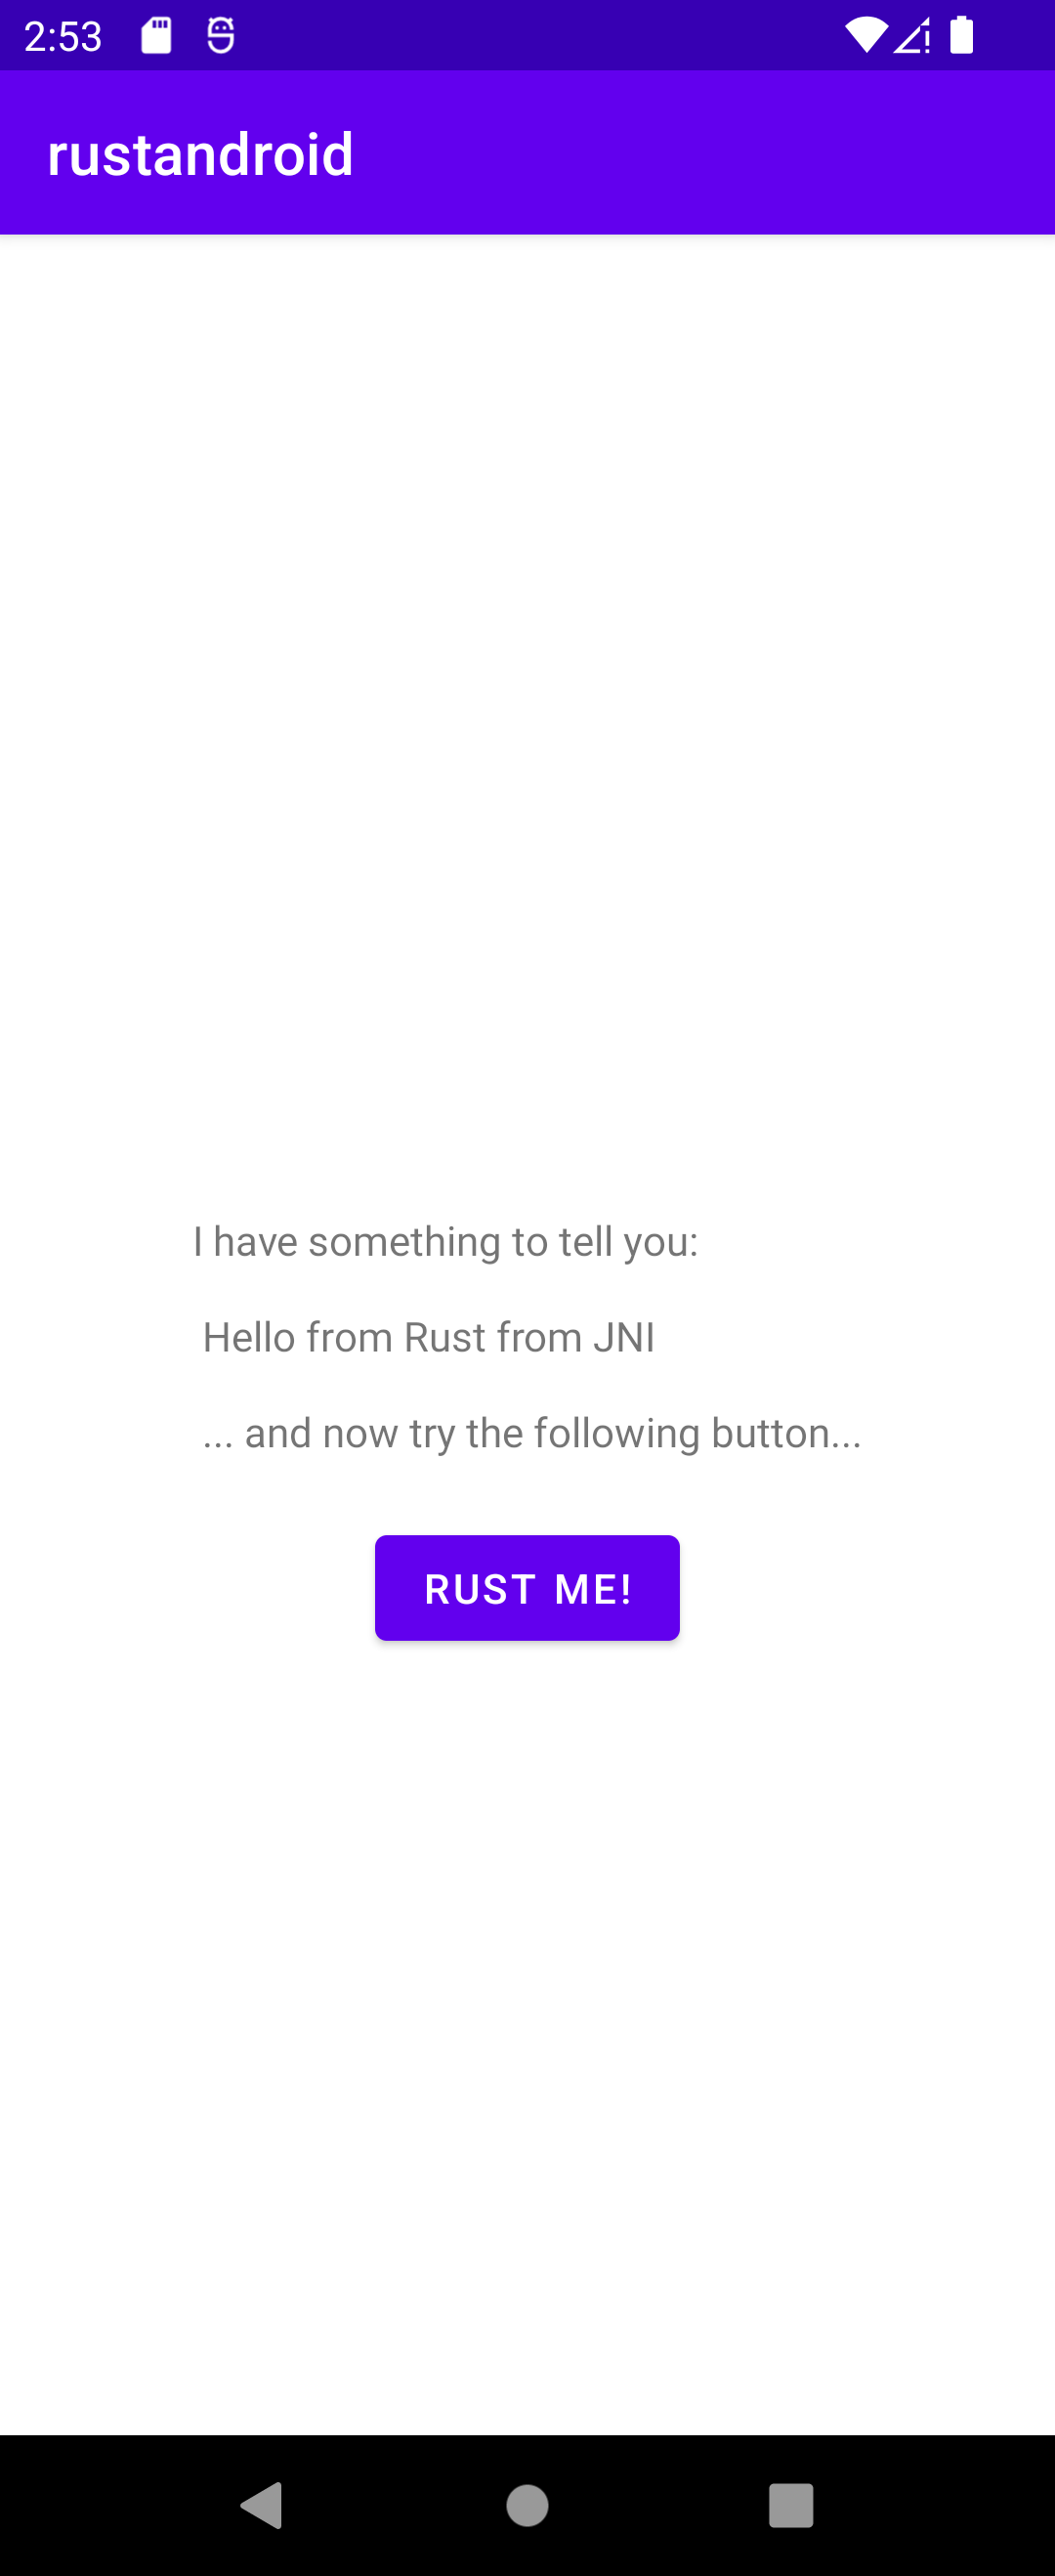 2:53
rustandroid
I have something to tell you:
Hello from Rust from JNI
... and now try the following button...
RUST ME!